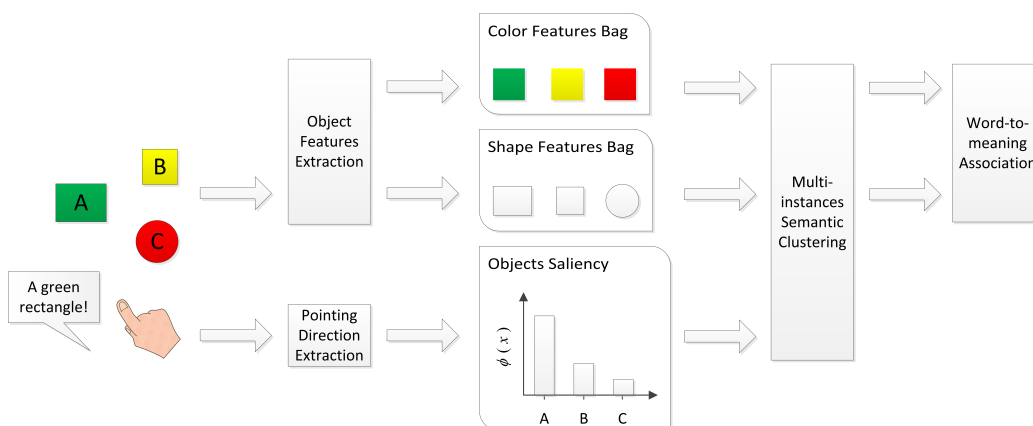 Color Features Bag
Object
Features
Extraction
Shape Features Bag
Word-to-
meaning
Association
B
A
C
Multi-
instances
Semantic
Clustering
Objects Saliency
A green
rectangle!
Pointing
Direction
Extraction
ϕ(x)
A B C